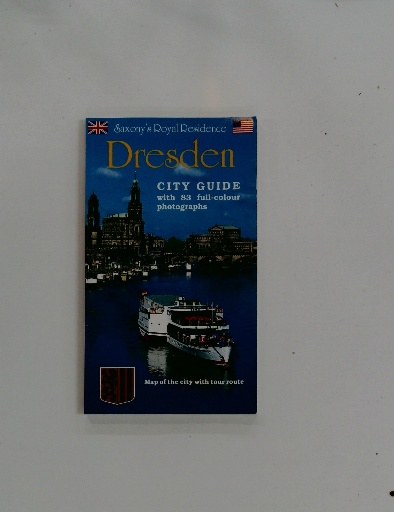 Saxony's Royal Residence
Dresden
CITY GUIDE
with 83 full-colour
photographs
Map of the city with tour route